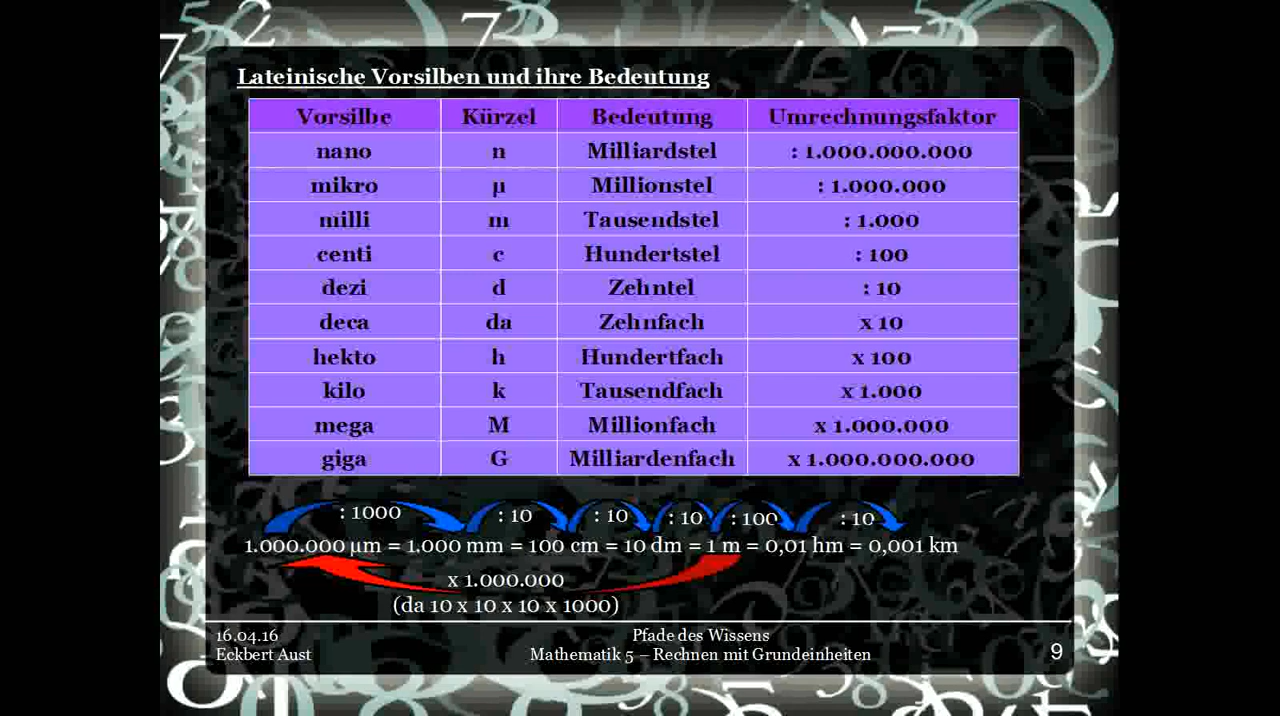 Lateinische Vorsilben und ihre Bedeutung
Vorsilbe Kürzel Bedeutung Umrechnungsfaktor
nano n Milliardstel : 1.000.000.000
mikro µ Millionstel : 1.000.000
milli m Tausendstel : 1.000
centi c Hundertstel : 100
dezi d Zehntel : 10
deca da Zehnfach x 10
hekto h Hundertfach x 100
kilo k Tausendfach x 1.000
mega M Millionfach x 1.000.000
giga G Milliardenfach x 1.000.000.000
: 1000 : 10 : 10 : 10 : 100 : 10
1.000.000 µm = 1.000 mm = 100 cm = 10 dm = 1 m = 0,01 hm = 0,001 km
x 1.000.000
(da 10 x 10 x 10 x 1000)
16.04.16 Pfade des Wissens
Eckbert Aust Mathematik 5 – Rechnen mit Grundeinheiten 9